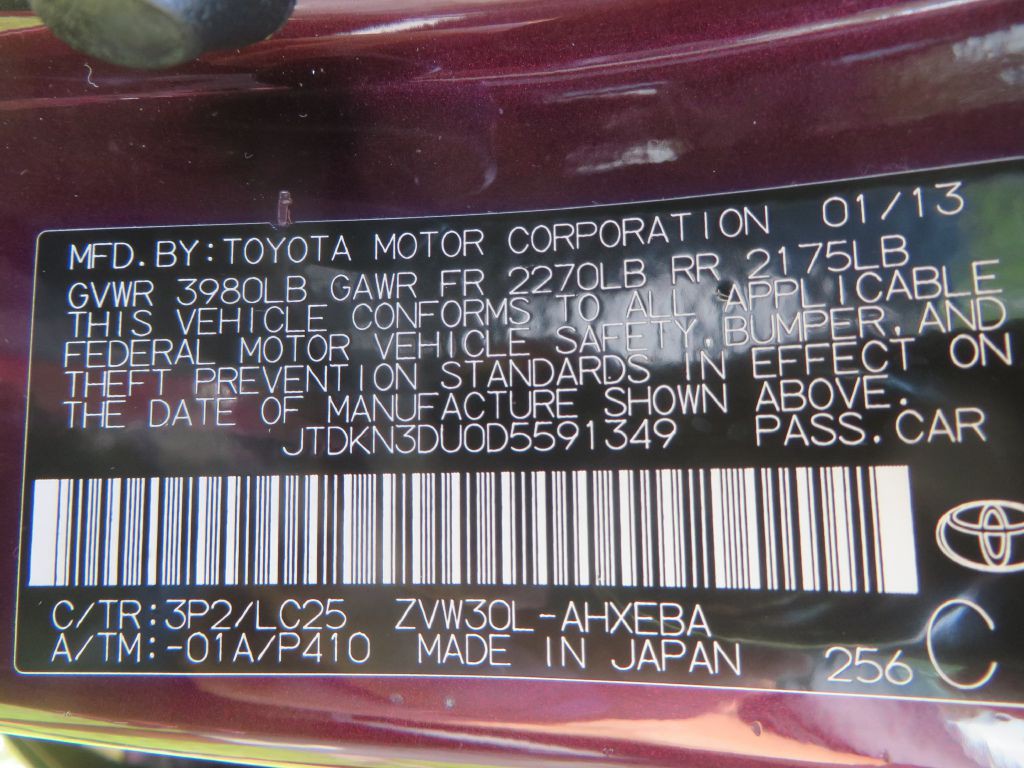 MFD.BY:TOYOTA MOTOR CORPORATION 01/13
GVWR 3980LB GAWR FR 2270LB RR 2175LB
THIS VEHICLE CONFORMS TO ALL APPLICABLE
FEDERAL MOTOR VEHICLE SAFETY,BUMPER,AND
THEFT PREVENTION STANDARDS IN EFFECT ON
THE DATE OF MANUFACTURE SHOWN ABOVE.
JTDKN3DU0D5591349 PASS.CAR
C/TR:3P2/LC25 ZVW30L-AHXEBA
A/TM:-01A/P410 MADE IN JAPAN 256 C